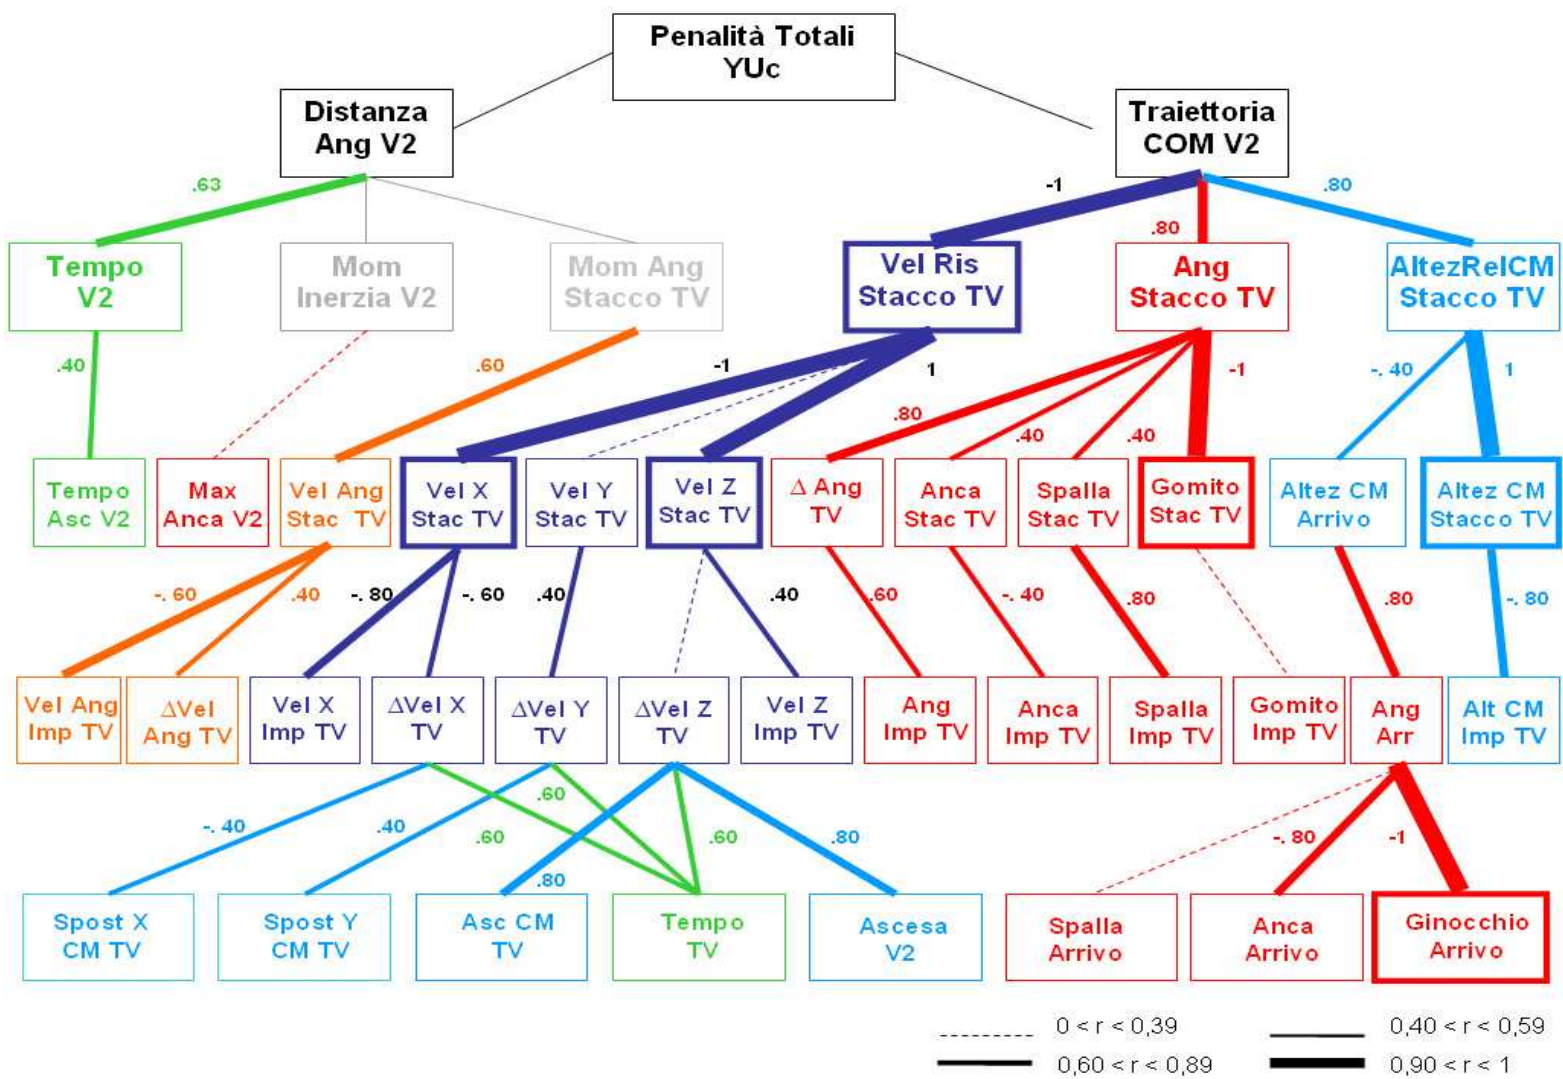 Penalità Totali
YUc
Distanza
Ang V2
Traiettoria
COM V2
.63
-1
.80
.80
Tempo
V2
Mom
Inerzia V2
Mom Ang
Stacco TV
Vel Ris
Stacco TV
Ang
Stacco TV
AltezRelCM
Stacco TV
.40
.60
-1
1
.80
.40
.40
-1
-. 40
1
Tempo
Asc V2
Max
Anca V2
Vel Ang
Stac TV
Vel X
Stac TV
Vel Y
Stac TV
Vel Z
Stac TV
Δ Ang
TV
Anca
Stac TV
Spalla
Stac TV
Gomito
Stac TV
Altez CM
Arrivo
Altez CM
Stacco TV
-. 60
.40
-. 80
-. 60
.40
.40
.60
-. 40
.80
.80
-. 80
Vel Ang
Imp TV
ΔVel
Ang TV
Vel X
Imp TV
ΔVel X
TV
ΔVel Y
TV
ΔVel Z
TV
Vel Z
Imp TV
Ang
Imp TV
Anca
Imp TV
Spalla
Imp TV
Gomito
Imp TV
Ang
Arr
Alt CM
Imp TV
-. 40
.40
.60
.60
.80
.60
.80
-. 80
-1
Spost X
CM TV
Spost Y
CM TV
Asc CM
TV
Tempo
TV
Ascesa
V2
Spalla
Arrivo
Anca
Arrivo
Ginocchio
Arrivo
0 < r < 0,39
0,40 < r < 0,59
0,60 < r < 0,89
0,90 < r < 1